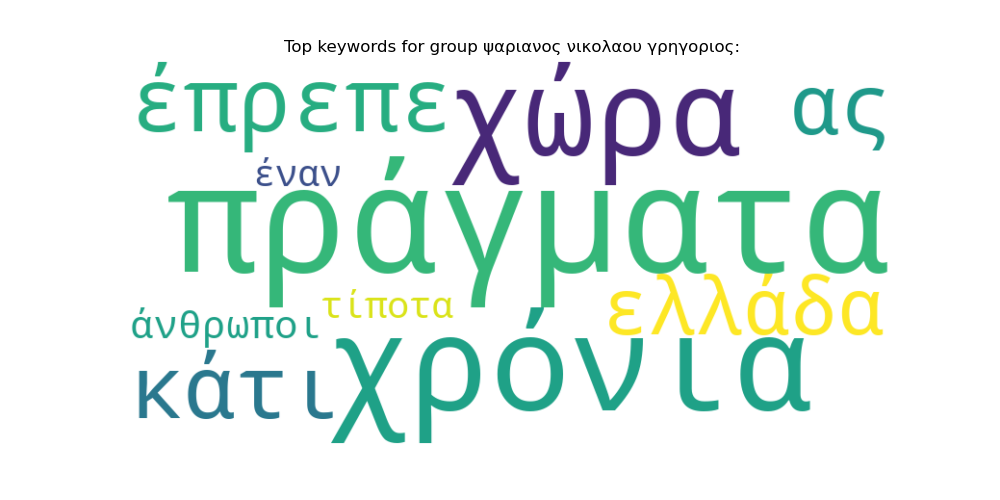 Top keywords for group ψαριανος νικολαου γρηγοριος:
έπρεπε χώρα ας
έναν
πράγματα
τίποτα ελλάδα
άνθρωποι
κάτι χρόνια